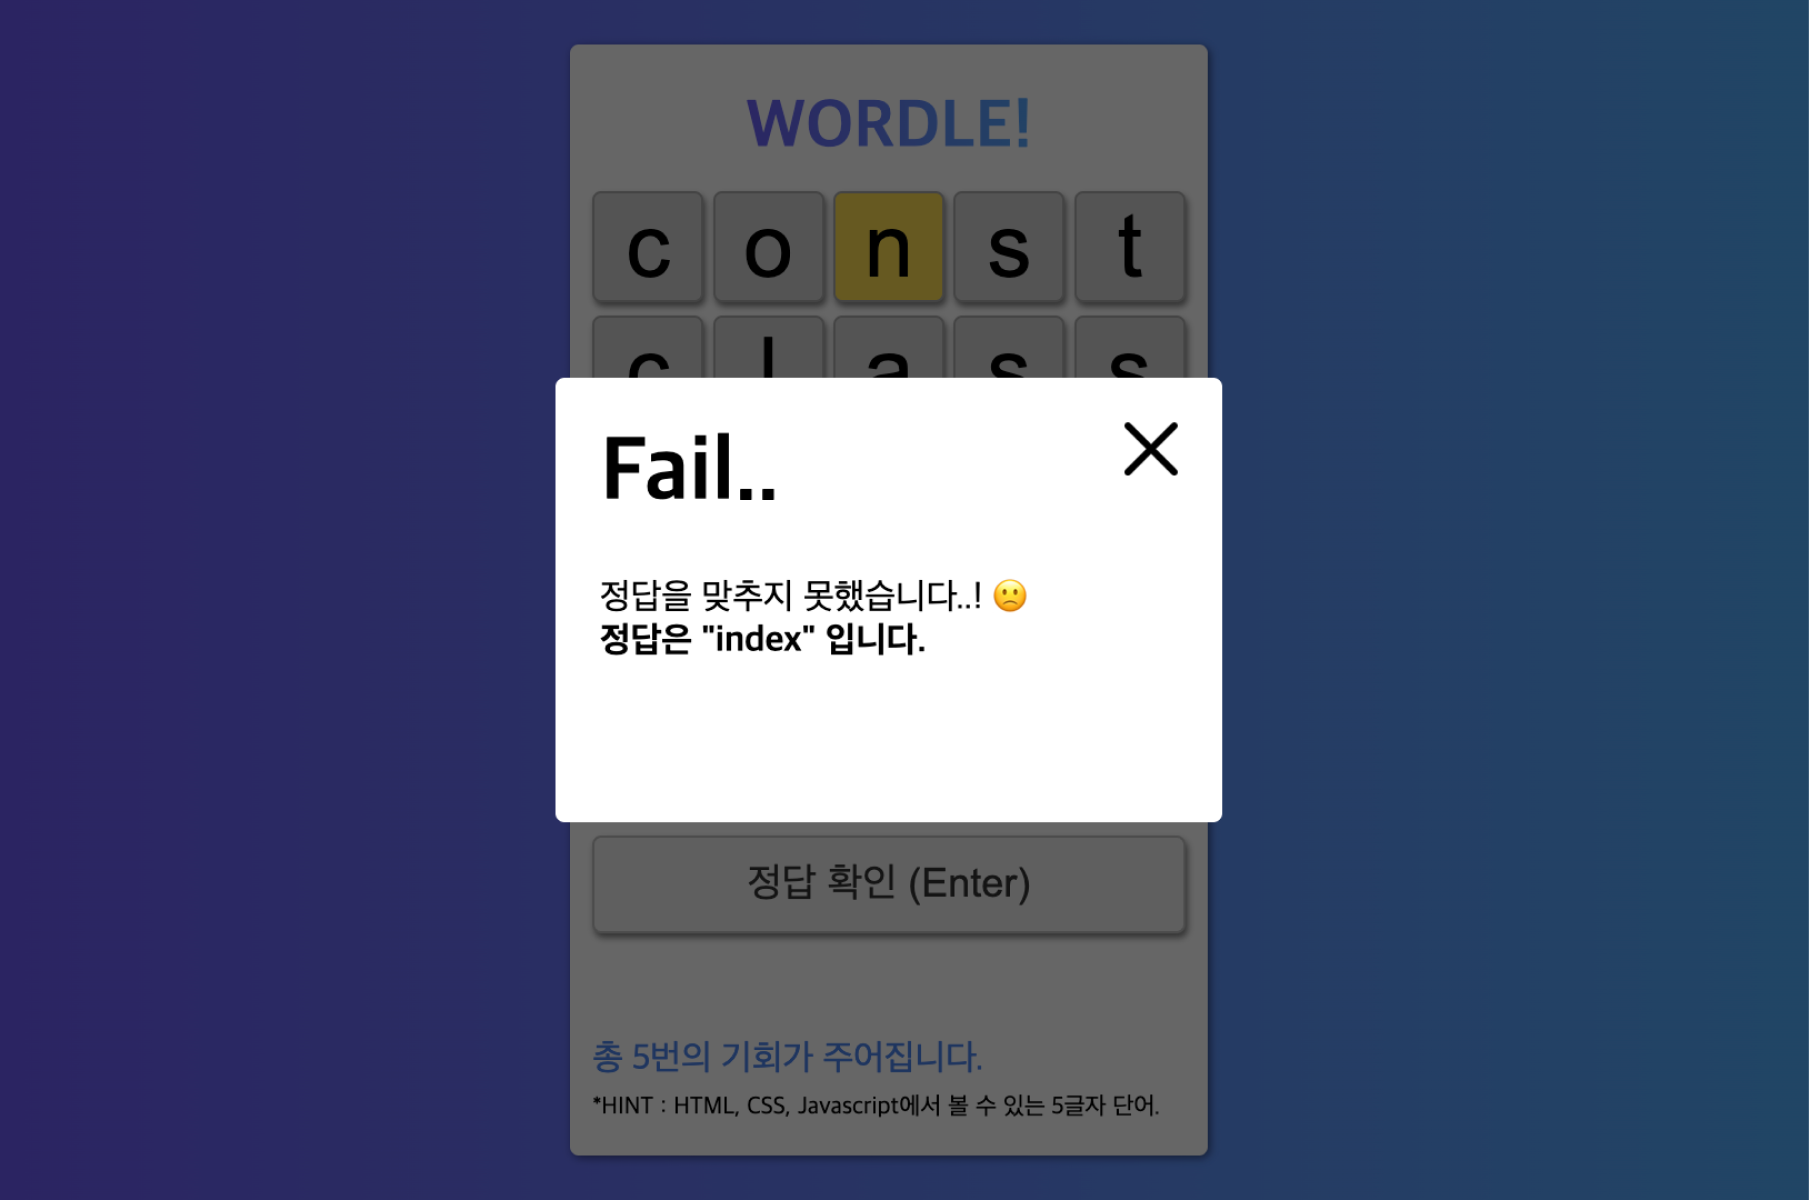 WORDLE!
c o n s t
c l a s s
Fail..
정답을 맞추지 못했습니다..! 🙁
정답은 "index" 입니다.
정답 확인 (Enter)
총 5번의 기회가 주어집니다.
*HINT : HTML, CSS, Javascript에서 볼 수 있는 5글자 단어.